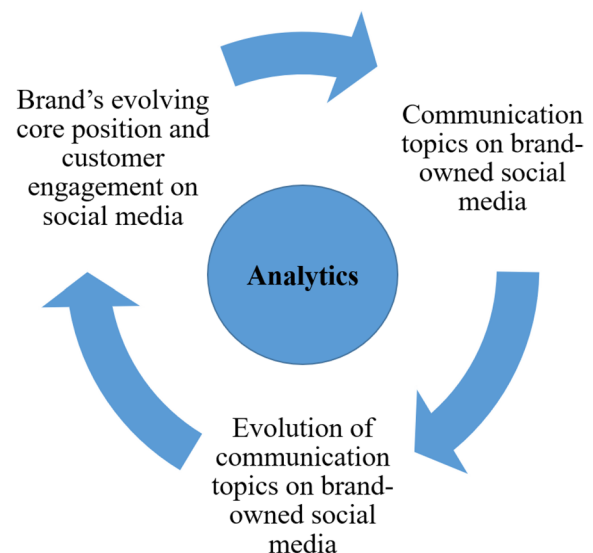 Brand’s evolving
core position and
customer
engagement on
social media
Communication
topics on brand-
owned social
media
Analytics
Evolution of
communication
topics on brand-
owned social
media